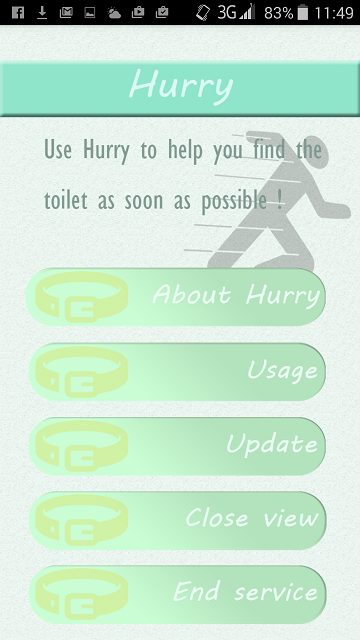 3G 83% 11:49
Hurry
Use Hurry to help you find the
toilet as soon as possible !
About Hurry
Usage
Update
Close view
End service